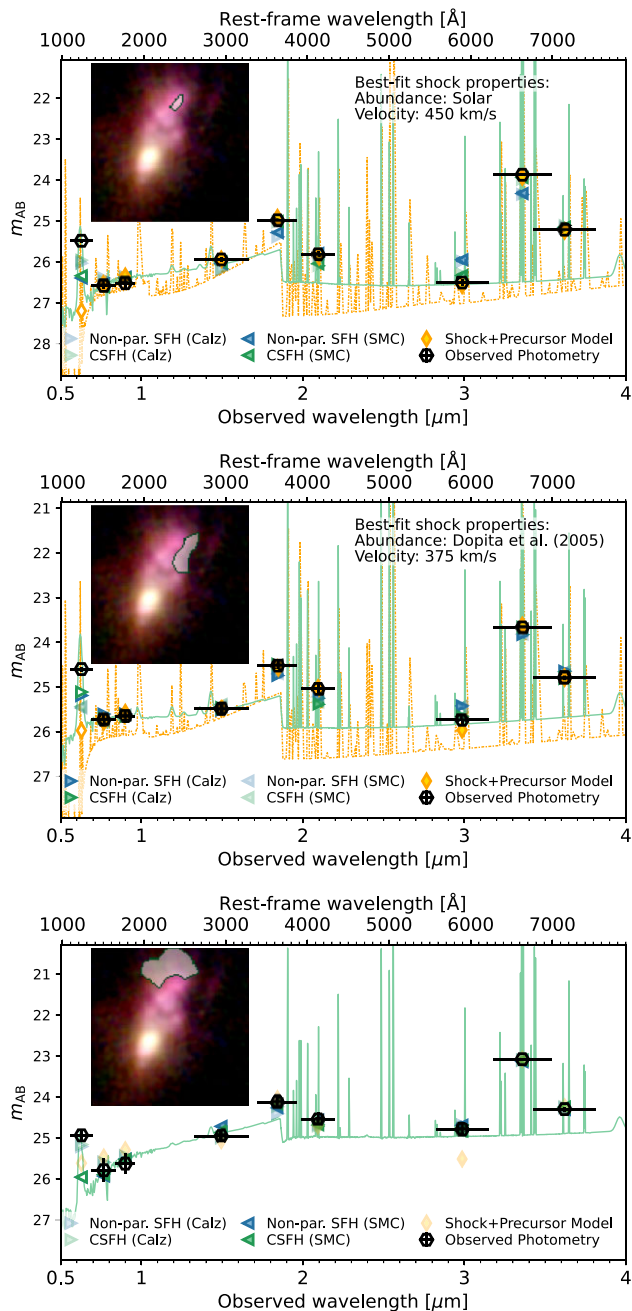 Rest-frame wavelength [Å]
1000 2000 3000 4000 5000 6000 7000
Best-fit shock properties:
Abundance: Solar
Velocity: 450 km/s
22
23
24
25
26
27
28
m_AB
Non-par. SFH (Calz) Non-par. SFH (SMC) Shock+Precursor Model
CSFH (Calz) CSFH (SMC) Observed Photometry
0.5 1 2 3 4
Observed wavelength [μm]
Rest-frame wavelength [Å]
1000 2000 3000 4000 5000 6000 7000
Best-fit shock properties:
Abundance: Dopita et al. (2005)
Velocity: 375 km/s
21
22
23
24
25
26
27
m_AB
Non-par. SFH (Calz) Non-par. SFH (SMC) Shock+Precursor Model
CSFH (Calz) CSFH (SMC) Observed Photometry
0.5 1 2 3 4
Observed wavelength [μm]
Rest-frame wavelength [Å]
1000 2000 3000 4000 5000 6000 7000
21
22
23
24
25
26
27
m_AB
Non-par. SFH (Calz) Non-par. SFH (SMC) Shock+Precursor Model
CSFH (Calz) CSFH (SMC) Observed Photometry
0.5 1 2 3 4
Observed wavelength [μm]